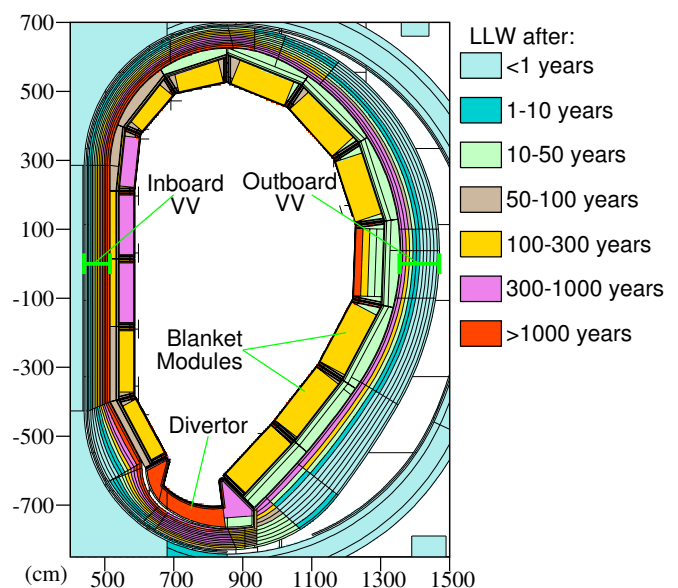 700
500
300
100
-100
-300
-500
-700
(cm)
500
700
900
1100
1300
1500
Inboard
VV
Outboard
VV
Blanket
Modules
Divertor
LLW after:
<1 years
1-10 years
10-50 years
50-100 years
100-300 years
300-1000 years
>1000 years